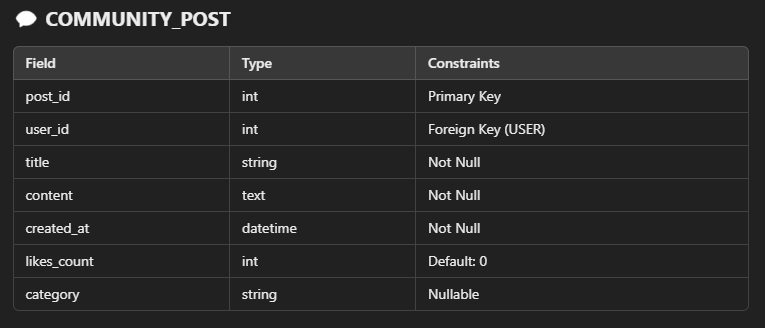 COMMUNITY_POST
Field Type Constraints
post_id int Primary Key
user_id int Foreign Key (USER)
title string Not Null
content text Not Null
created_at datetime Not Null
likes_count int Default: 0
category string Nullable